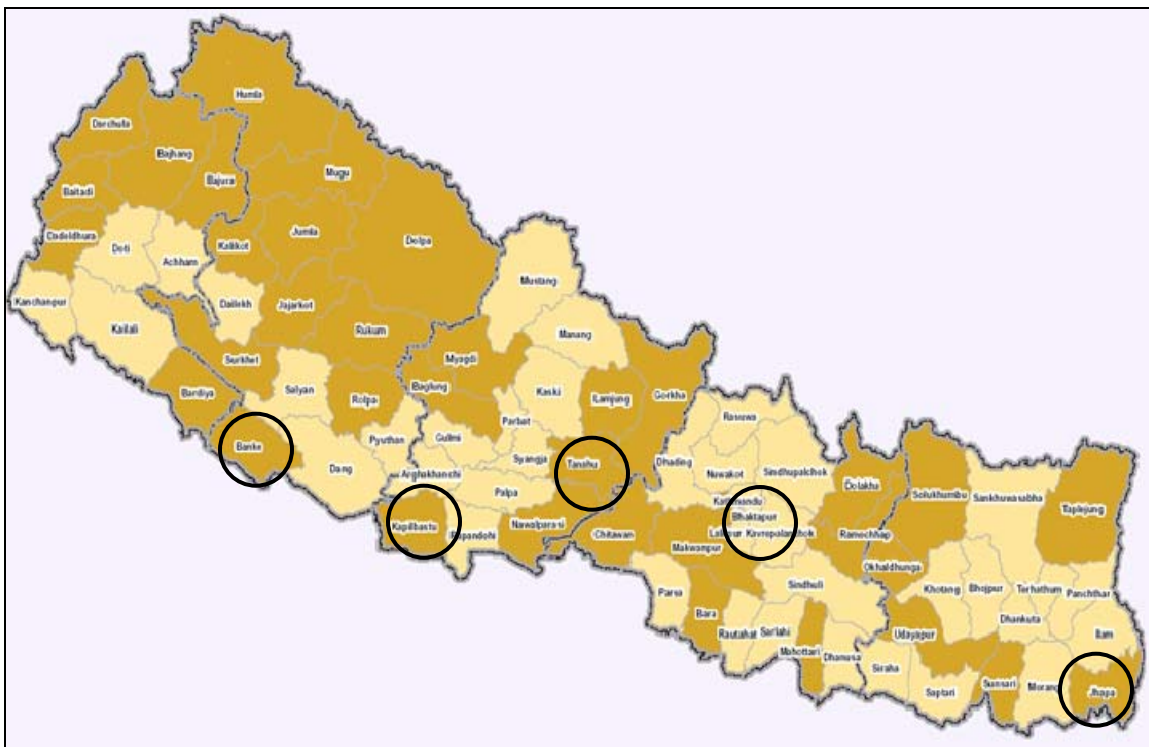 Humla
Darchulla
Bajhang
Mugu
Bajura
Baitadi
Jumla
Dadeldhura
Dolpa
Doti
Kalikot
Achham
Mustang
Kanchanpur
Dailekh
Jajarkot
Kailali
Rukum
Manang
Surkhet
Myagdi
Salyan
Baglung
Kaski
Bardiya
Rolpa
Lamjung
Gorkha
Rasuwa
Parbat
Pyuthan
Gullmi
Banke
Syangja
Tanahu
Dhading
Nuwakot
Sindhupalchok
Dang
Arghakhanchi
Dolakha
Solukhumbu
Sankhuwasabha
Taplejung
Palpa
Kathmandu
Bhaktapur
Kapilbastu
Nawalparasi
Rupandehi
Chitawan
Lalitpur
Kavrepalanchok
Ramechhap
Makwanpur
Okhaldhunga
Sindhuli
Khotang
Bhojpur
Terhathum
Panchthar
Parsa
Bara
Dhankuta
Rautahat
Sarlahi
Udayapur
Ilam
Mohottari
Dhanusa
Siraha
Saptari
Sunsari
Morang
Jhapa